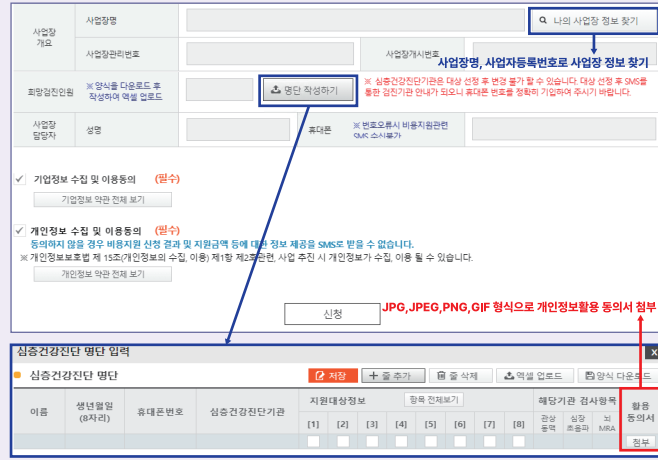 사업장
개요
사업장명
나의 사업장 정보 찾기
사업장관리번호
사업장개시번호
사업장명, 사업자등록번호로 사업장 정보 찾기
희망검진인원
※ 양식을 다운로드 후
작성하여 엑셀 업로드
명단 작성하기
※ 심층건강진단기관은 대상 선정 후 변경 불가 할 수 있습니다. 대상 선정 후 SMS를
통한 검진기관 안내가 되오니 휴대폰 번호를 정확히 기입하여 주시기 바랍니다.
사업장
담당자
성명
휴대폰
※ 번호오류시 비용지원관련
SMS 수신불가
기업정보 수집 및 이용동의 (필수)
기업정보 약관 전체 보기
개인정보 수집 및 이용동의 (필수)
동의하지 않을 경우 비용지원 신청 결과 및 지원금액 등에 대한 정보 제공을 SMS로 받을 수 없습니다.
※ 개인정보보호법 제 15조(개인정보의 수집, 이용) 제1항 제2호관련, 사업 추진 시 개인정보가 수집, 이용 될 수 있습니다.
개인정보 약관 전체 보기
신청
JPG,JPEG,PNG,GIF 형식으로 개인정보활용 동의서 첨부
심층건강진단 명단 입력
X
심층건강진단 명단
저장
줄 추가
줄 삭제
엑셀 업로드
양식 다운로드
이름
생년월일
(8자리)
휴대폰번호
심층건강진단기관
지원대상정보
항목 전체보기
[1] [2] [3] [4] [5] [6] [7] [8]
해당기관 검사항목
관상
동맥
심장
초음파
뇌
MRA
활용
동의서
첨부